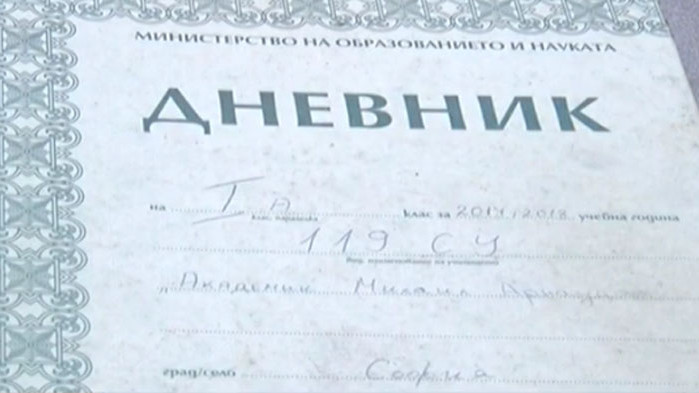 МИНИСТЕРСТВО НА ОБРАЗОВАНИЕТО И НАУКАТА
ДНЕВНИК
на I А клас за 2017/2018 учебна година
119 СУ
„Академик Михаил Арнаудов
град/село София